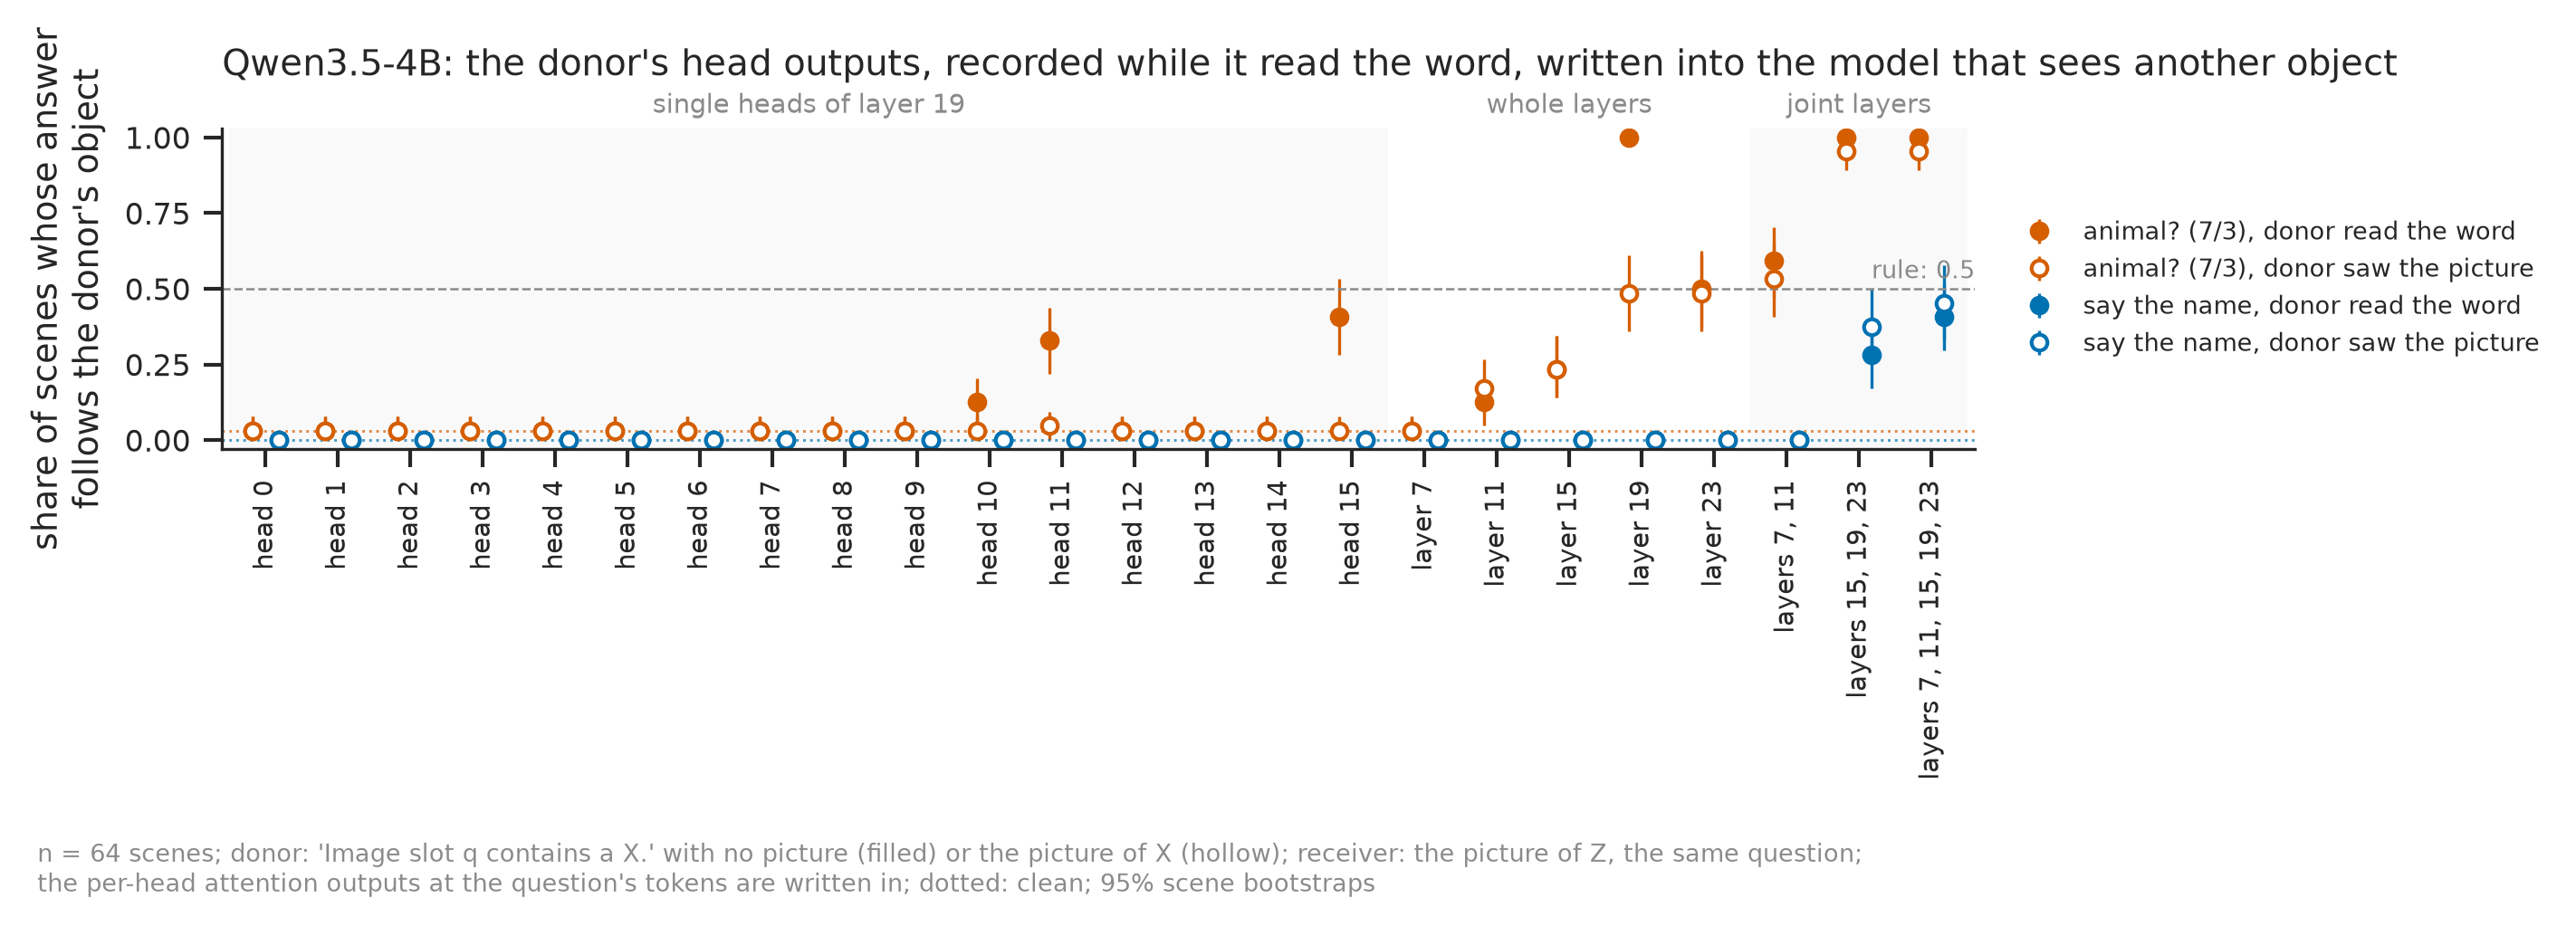 Qwen3.5-4B: the donor's head outputs, recorded while it read the word, written into the model that sees another object
single heads of layer 19
whole layers
joint layers
share of scenes whose answer
follows the donor's object
1.00
0.75
0.50
0.25
0.00
rule: 0.5
head 0
head 1
head 2
head 3
head 4
head 5
head 6
head 7
head 8
head 9
head 10
head 11
head 12
head 13
head 14
head 15
layer 7
layer 11
layer 15
layer 19
layer 23
layers 7, 11
layers 15, 19, 23
layers 7, 11, 15, 19, 23
animal? (7/3), donor read the word
animal? (7/3), donor saw the picture
say the name, donor read the word
say the name, donor saw the picture
n = 64 scenes; donor: 'Image slot q contains a X.' with no picture (filled) or the picture of X (hollow); receiver: the picture of Z, the same question;
the per-head attention outputs at the question's tokens are written in; dotted: clean; 95% scene bootstraps